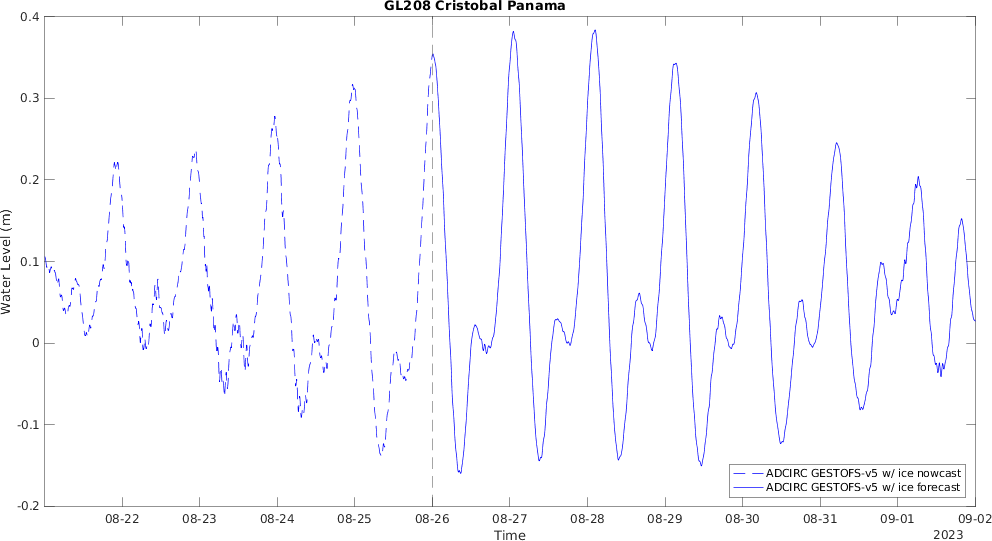 GL208 Cristobal Panama
0.4
0.3
0.2
0.1
0
-0.1
-0.2
Water Level (m)
08-22 08-23 08-24 08-25 08-26 08-27 08-28 08-29 08-30 08-31 09-01 09-02
Time
2023
ADCIRC GESTOFS-v5 w/ ice nowcast
ADCIRC GESTOFS-v5 w/ ice forecast